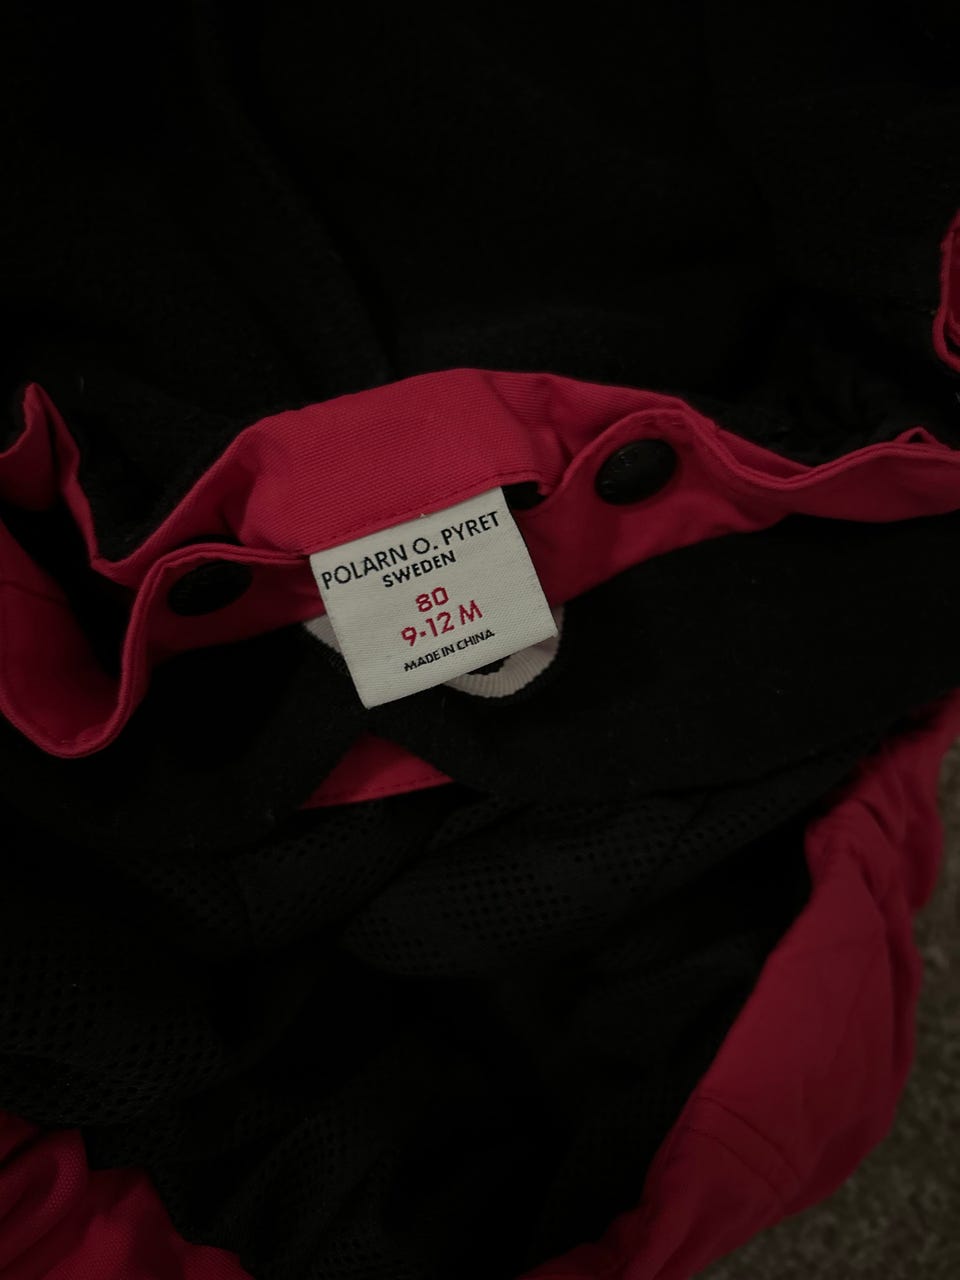 POLARN O. PYRET
SWEDEN
80
9-12 M
MADE IN CHINA